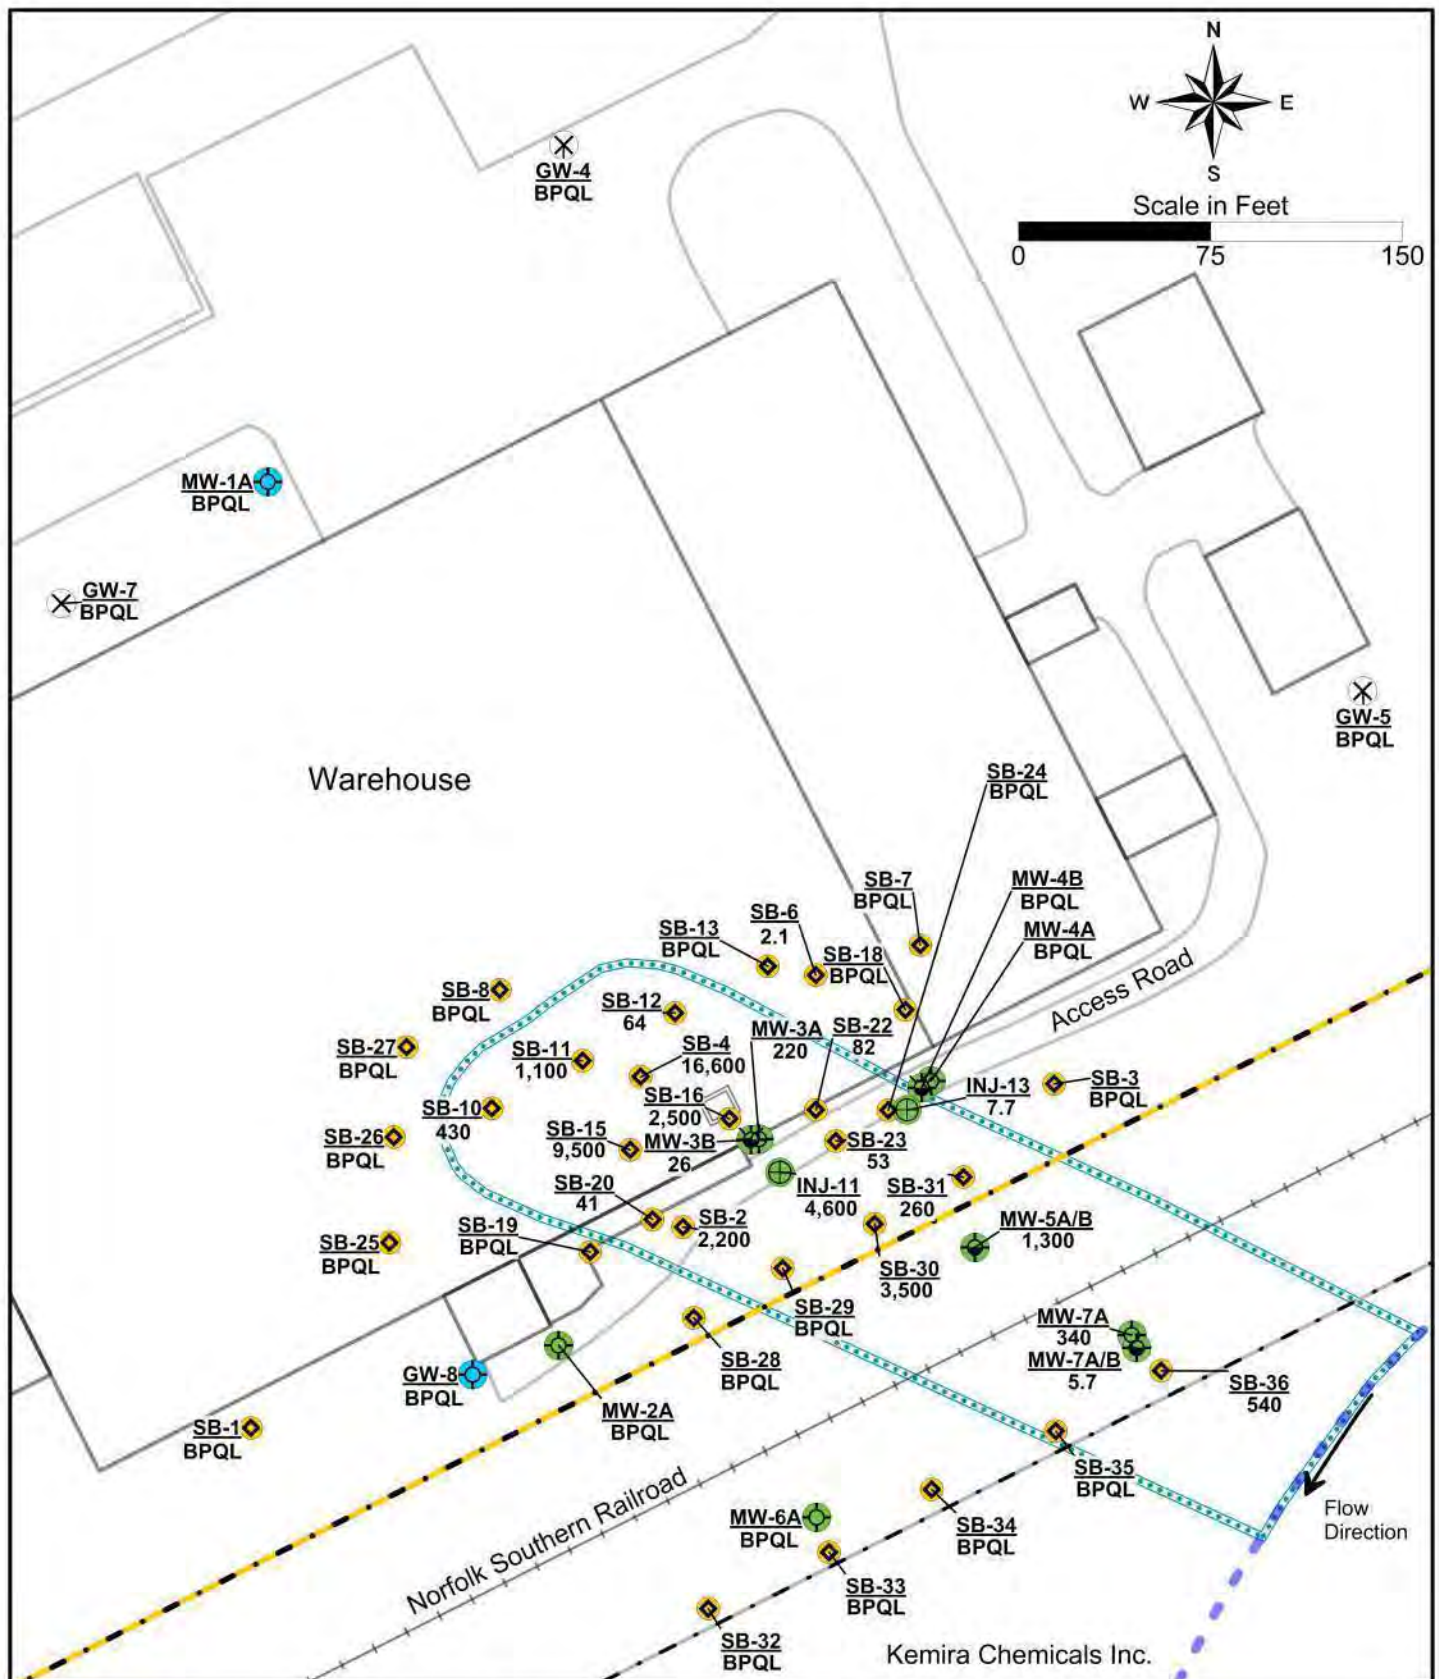 N
W E
S
Scale in Feet
0 75 150
GW-4
BPQL
MW-1A
BPQL
GW-7
BPQL
GW-5
BPQL
Warehouse
SB-24
BPQL
SB-7
BPQL
MW-4B
BPQL
MW-4A
BPQL
SB-6
2.1
SB-13
BPQL
SB-18
BPQL
Access Road
SB-8
BPQL
SB-12
64
MW-3A
220
SB-22
82
SB-27
BPQL
SB-11
1,100
SB-4
16,600
SB-3
BPQL
INJ-13
7.7
SB-16
2,500
SB-10
430
SB-26
BPQL
SB-15
9,500
MW-3B
26
SB-23
53
SB-20
41
INJ-11
4,600
SB-31
260
SB-19
BPQL
SB-2
2,200
MW-5A/B
1,300
SB-25
BPQL
SB-30
3,500
SB-29
BPQL
MW-7A
340
MW-7A/B
5.7
SB-28
BPQL
SB-36
540
GW-8
BPQL
MW-2A
BPQL
SB-1
BPQL
SB-35
BPQL
Norfolk Southern Railroad
MW-6A
BPQL
SB-34
BPQL
Flow
Direction
SB-33
BPQL
SB-32
BPQL
Kemira Chemicals Inc.